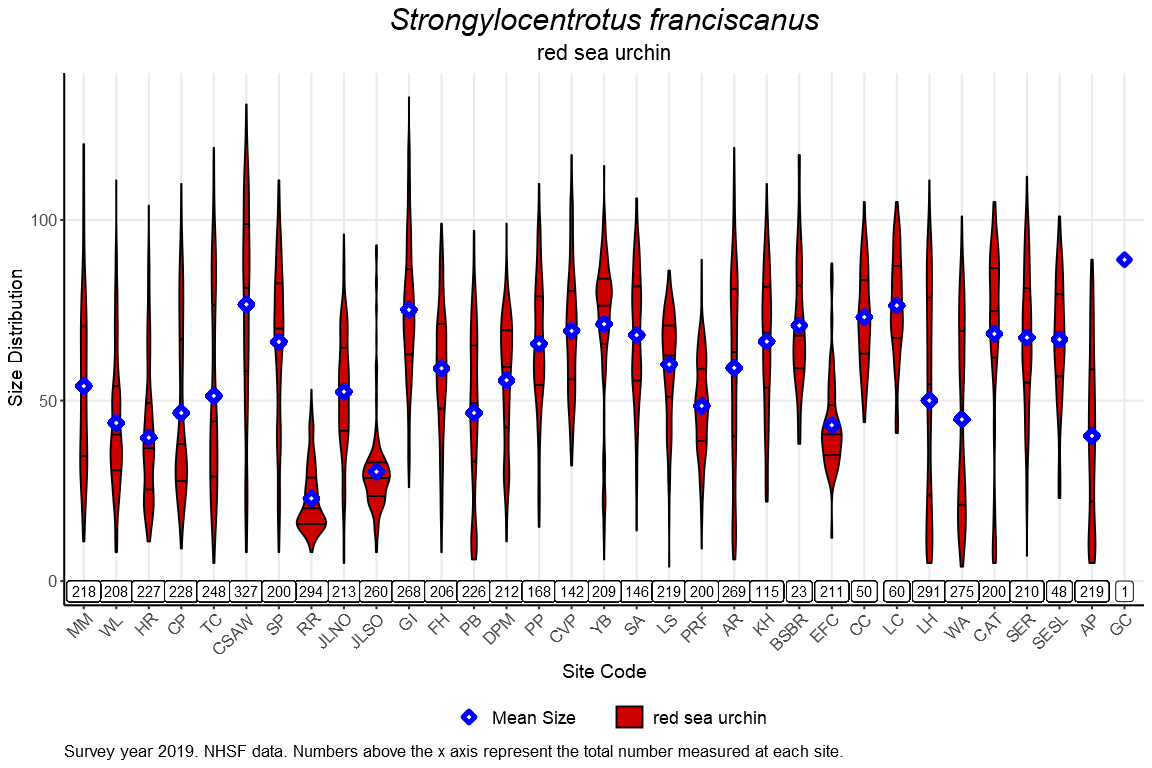 Strongylocentrotus franciscanus
red sea urchin
Size Distribution
100
50
0
218 208 227 228 248 327 200 294 213 260 268 206 226 212 168 142 209 146 219 200 269 115 23 211 50 60 291 275 200 210 48 219 1
MM WL HR CP TC CSAW SP RR JLNO JLSO GI FH PB DPM PP CVP YB SA LS PRF AR KH BSBR EFC CC LC LH WA CAT SER SESL AP GC
Site Code
Mean Size red sea urchin
Survey year 2019. NHSF data. Numbers above the x axis represent the total number measured at each site.